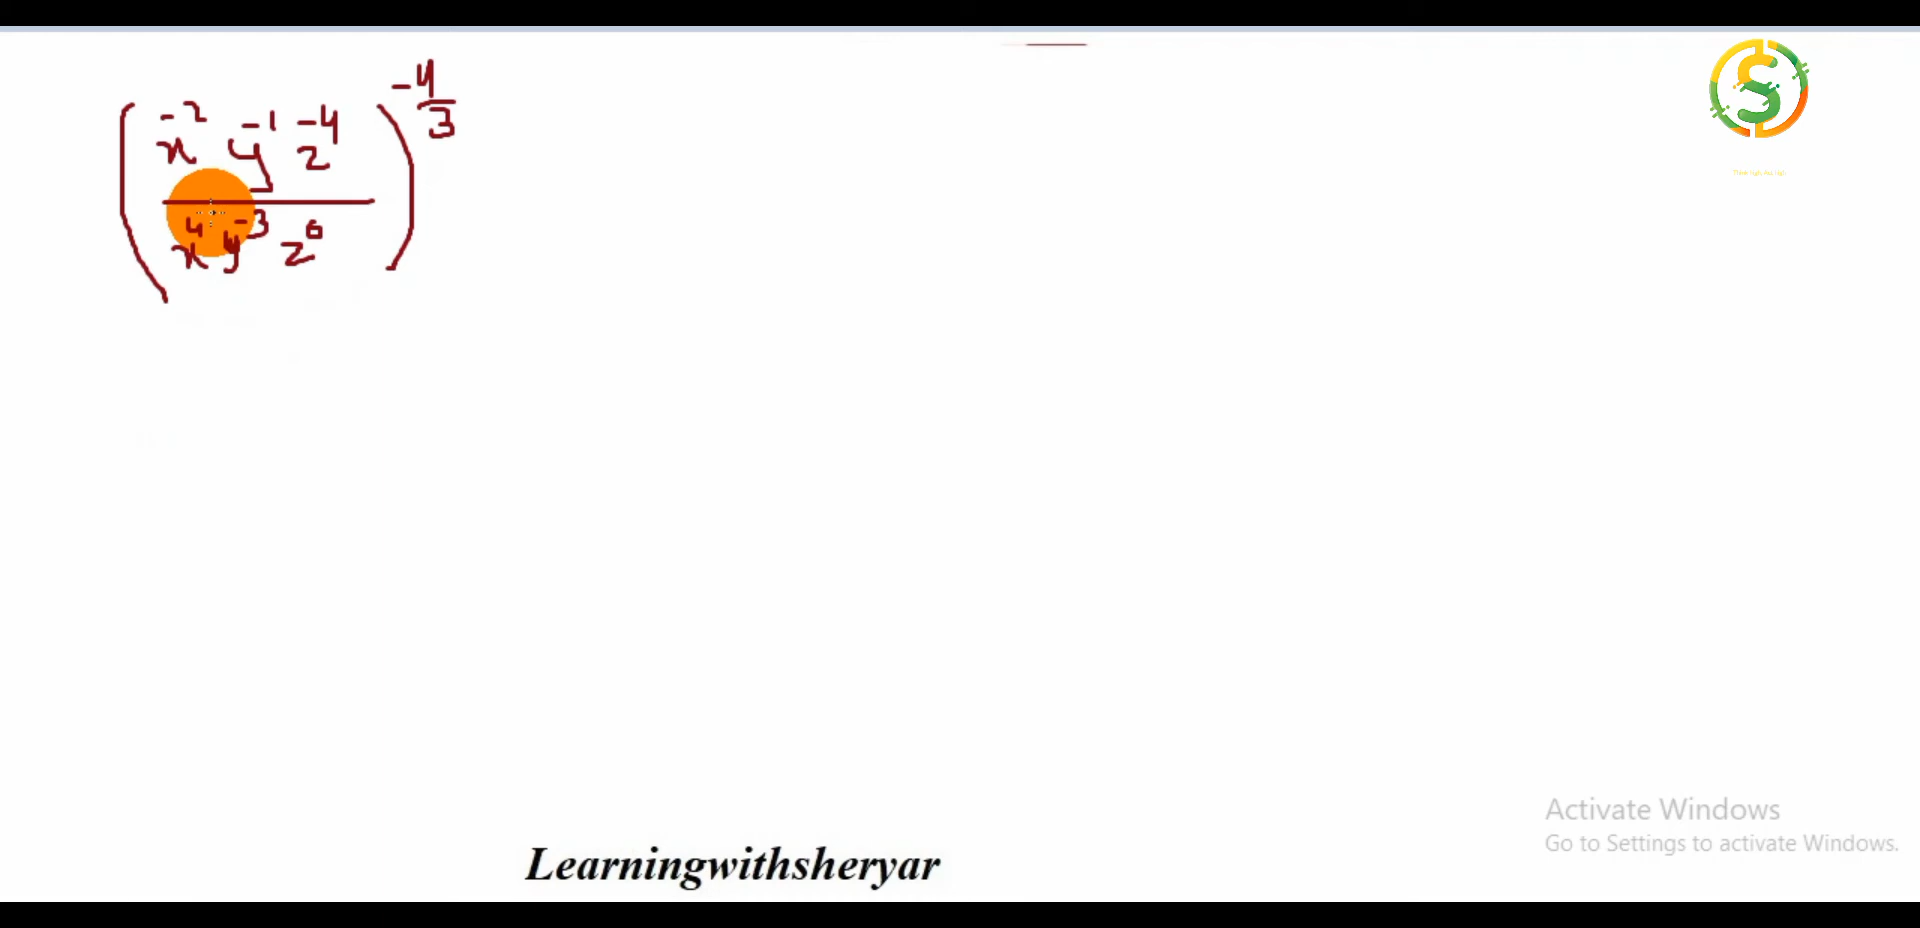 (x^-2 y^-1 z^-4 / x^4 y^-3 z^6)^-4/3
Activate Windows
Go to Settings to activate Windows.
Learningwithsheryar